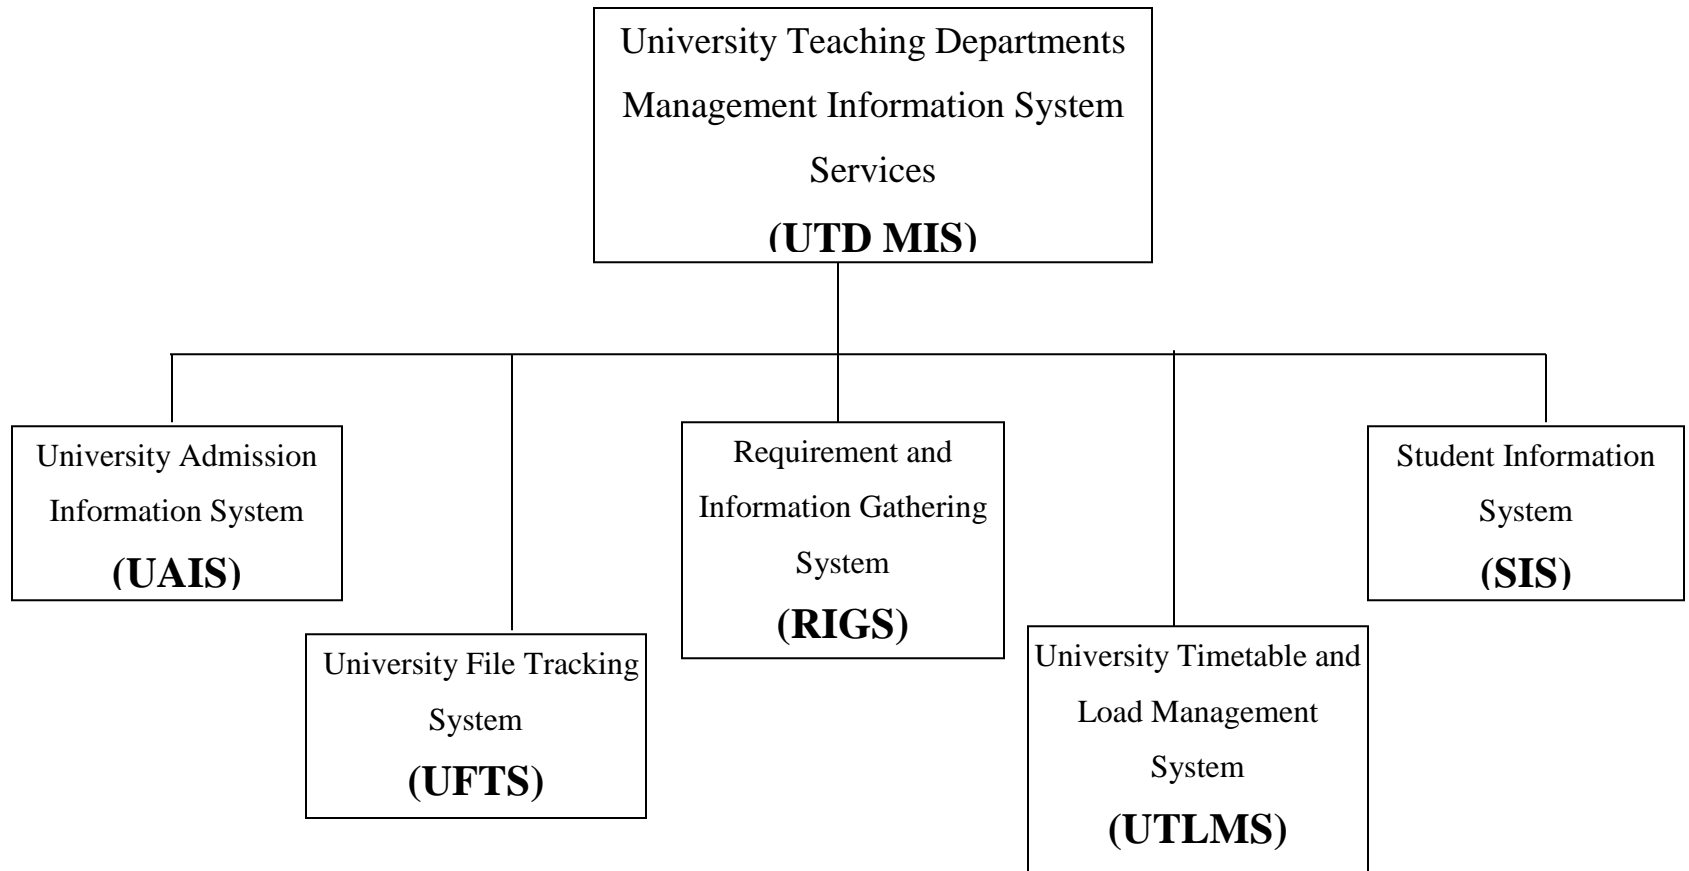 University Teaching Departments
Management Information System
Services
(UTD MIS)
University Admission
Information System
(UAIS)
University File Tracking
System
(UFTS)
Requirement and
Information Gathering
System
(RIGS)
University Timetable and
Load Management
System
(UTLMS)
Student Information
System
(SIS)